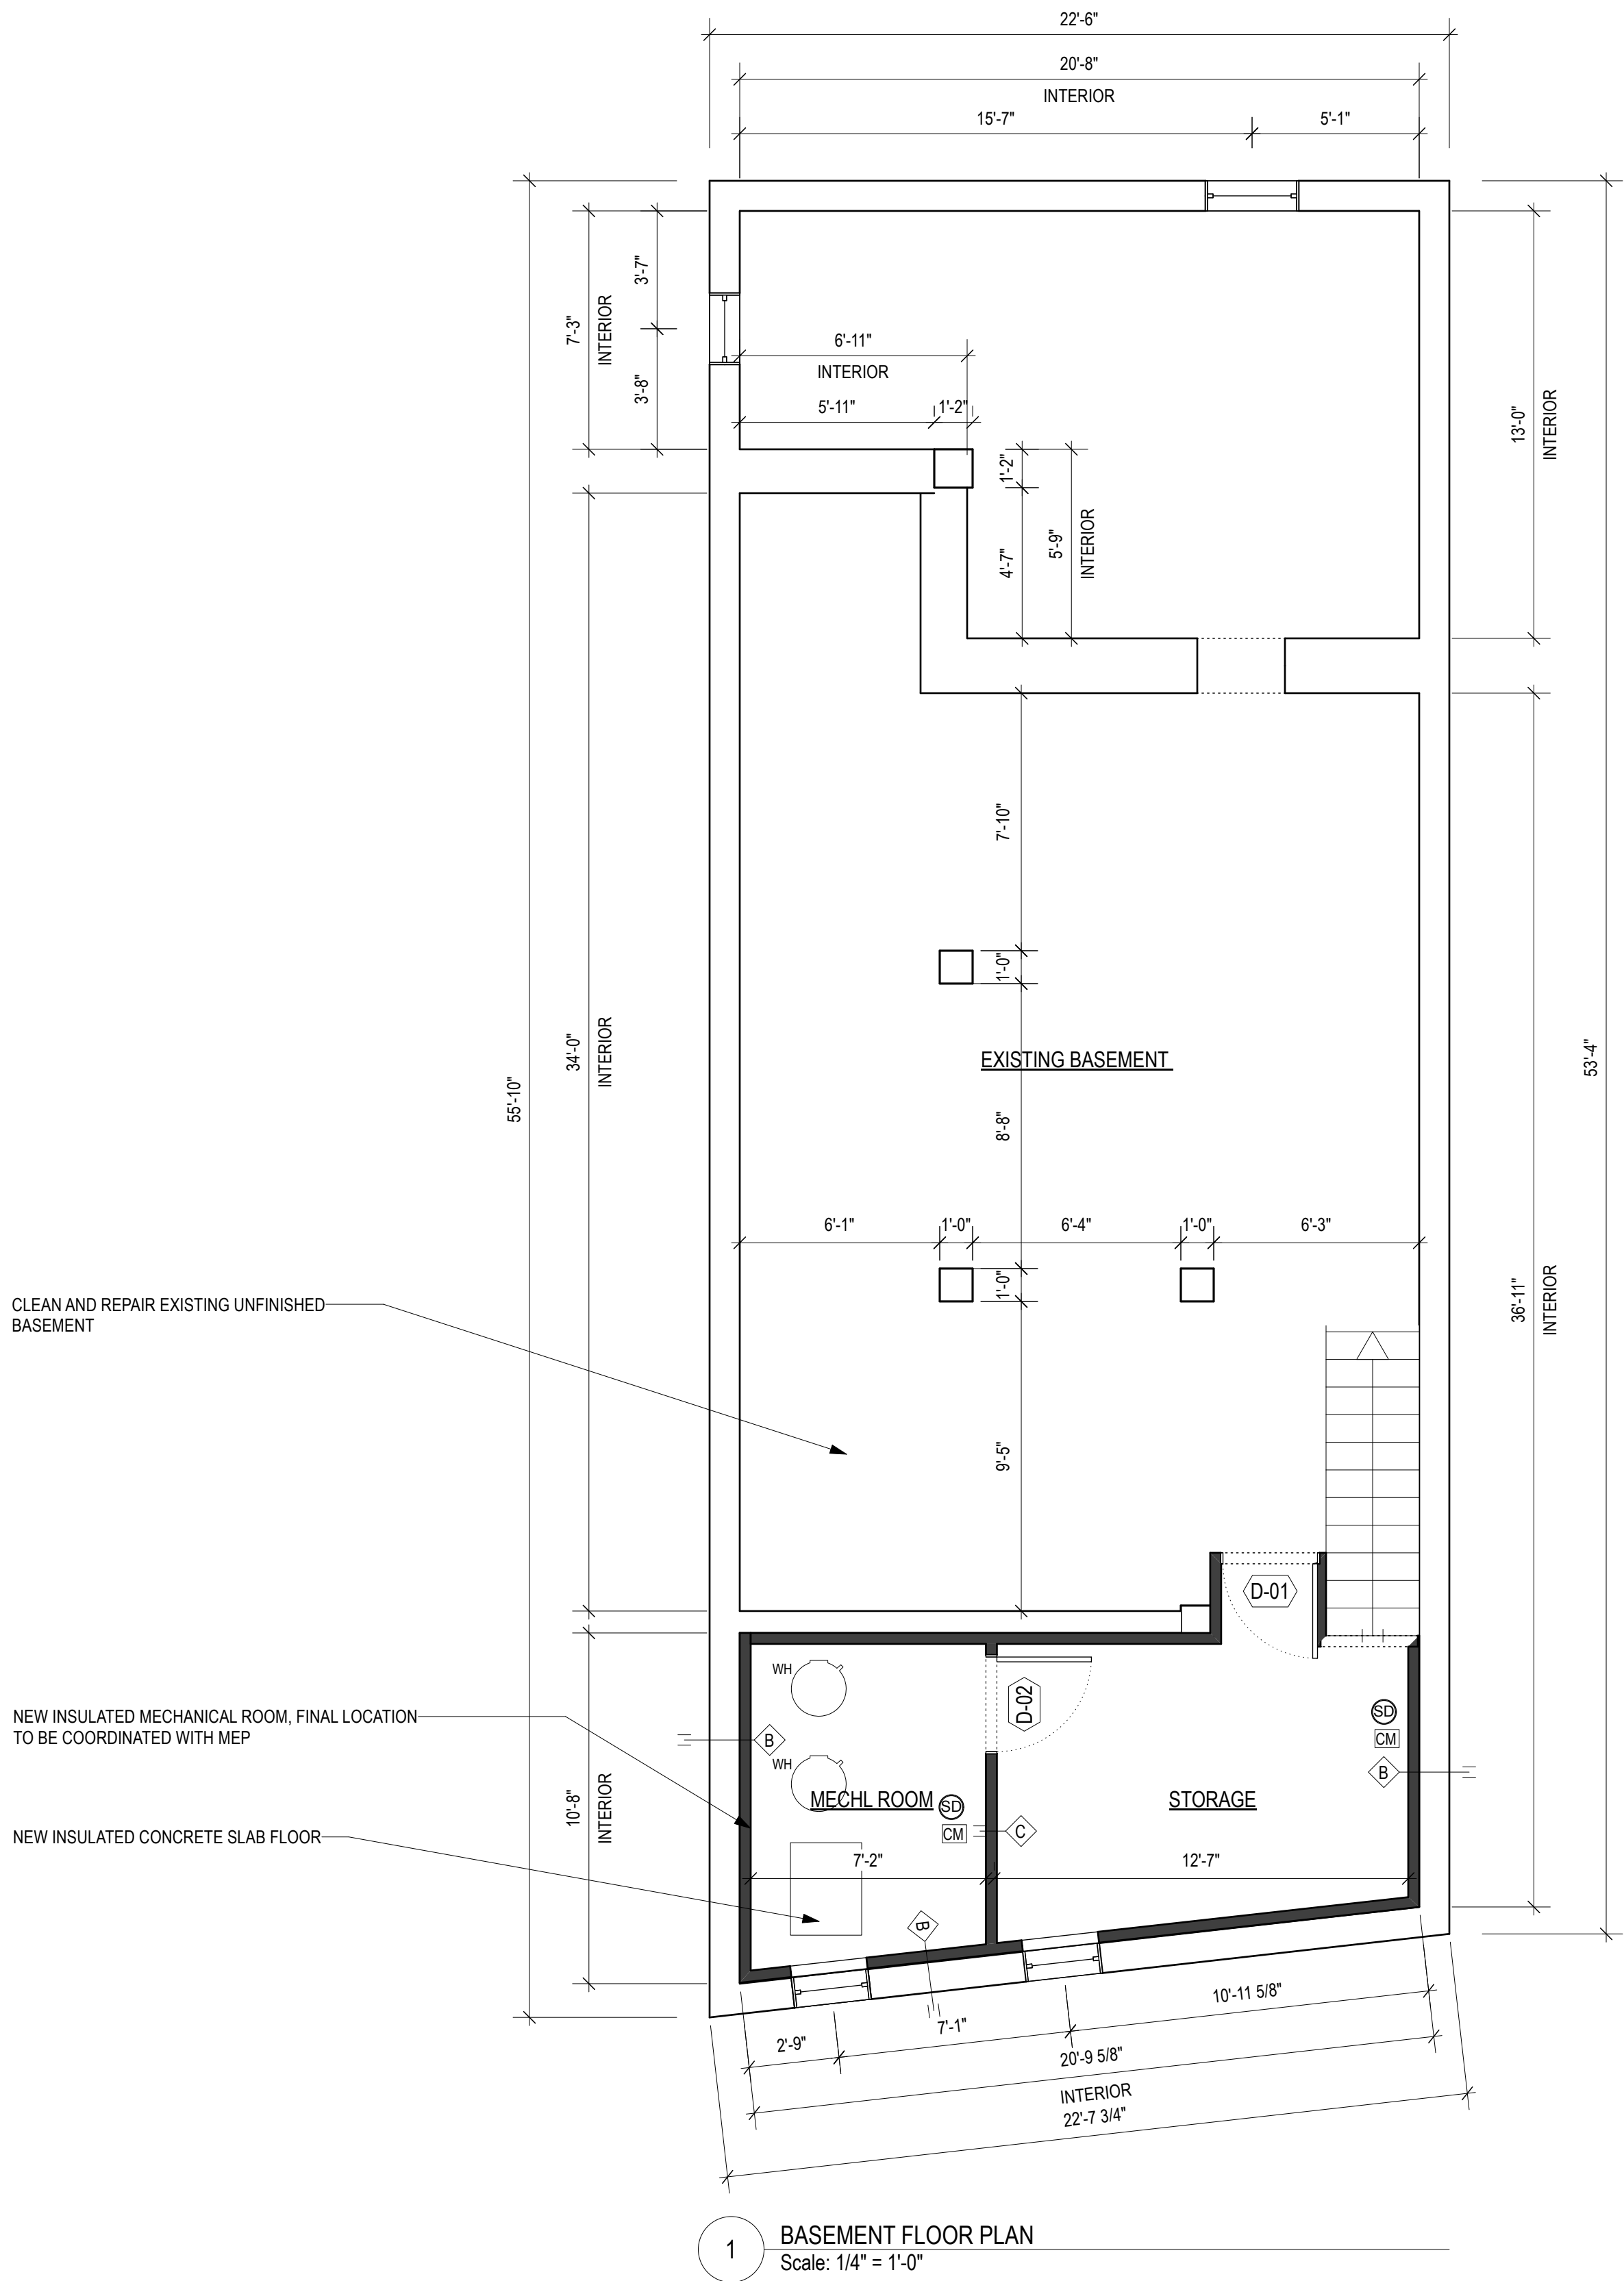 22'-6"
20'-8"
INTERIOR
15'-7"
5'-1"
3'-7"
7'-3"
INTERIOR
3'-8"
6'-11"
INTERIOR
5'-11"
1'-2"
1'-2"
4'-7"
5'-9"
INTERIOR
13'-0"
INTERIOR
7'-10"
1'-0"
EXISTING BASEMENT
34'-0"
INTERIOR
55'-10"
53'-4"
8'-8"
6'-1"
1'-0"
6'-4"
1'-0"
6'-3"
1'-0"
36'-11"
INTERIOR
CLEAN AND REPAIR EXISTING UNFINISHED
BASEMENT
9'-5"
D-01
WH
D-02
NEW INSULATED MECHANICAL ROOM, FINAL LOCATION
TO BE COORDINATED WITH MEP
B
SD
CM
WH
B
MECHL ROOM
SD
CM
C
STORAGE
10'-8"
INTERIOR
NEW INSULATED CONCRETE SLAB FLOOR
7'-2"
12'-7"
B
2'-9"
7'-1"
10'-11 5/8"
20'-9 5/8"
INTERIOR
22'-7 3/4"
1
BASEMENT FLOOR PLAN
Scale: 1/4" = 1'-0"